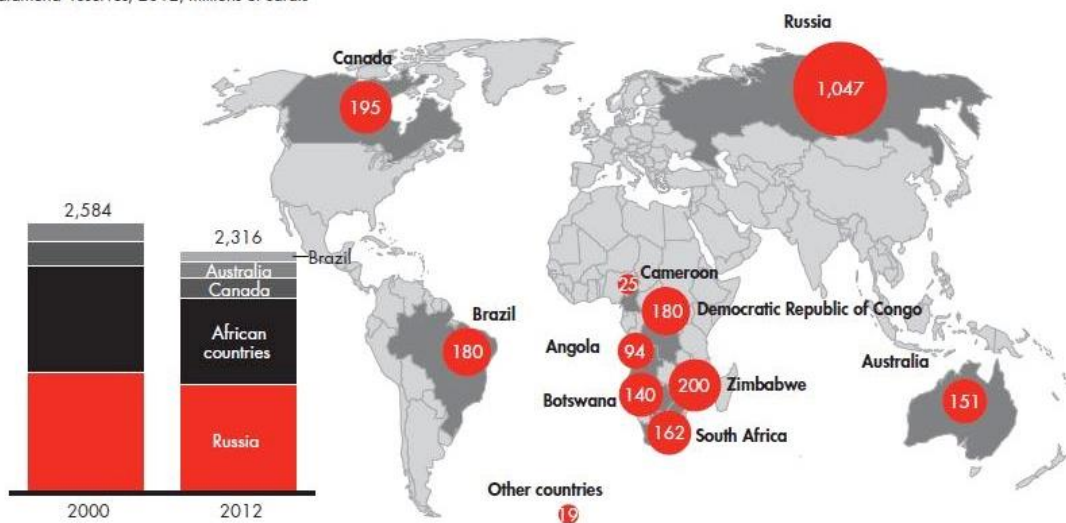 Canada
195
Russia
1,047
2,584
2,316
Brazil
Australia
Canada
African
countries
Russia
2000
2012
Brazil
180
Cameroon
25
180
Democratic Republic of Congo
Angola
94
Botswana
140
200
Zimbabwe
162
South Africa
Australia
151
Other countries
19